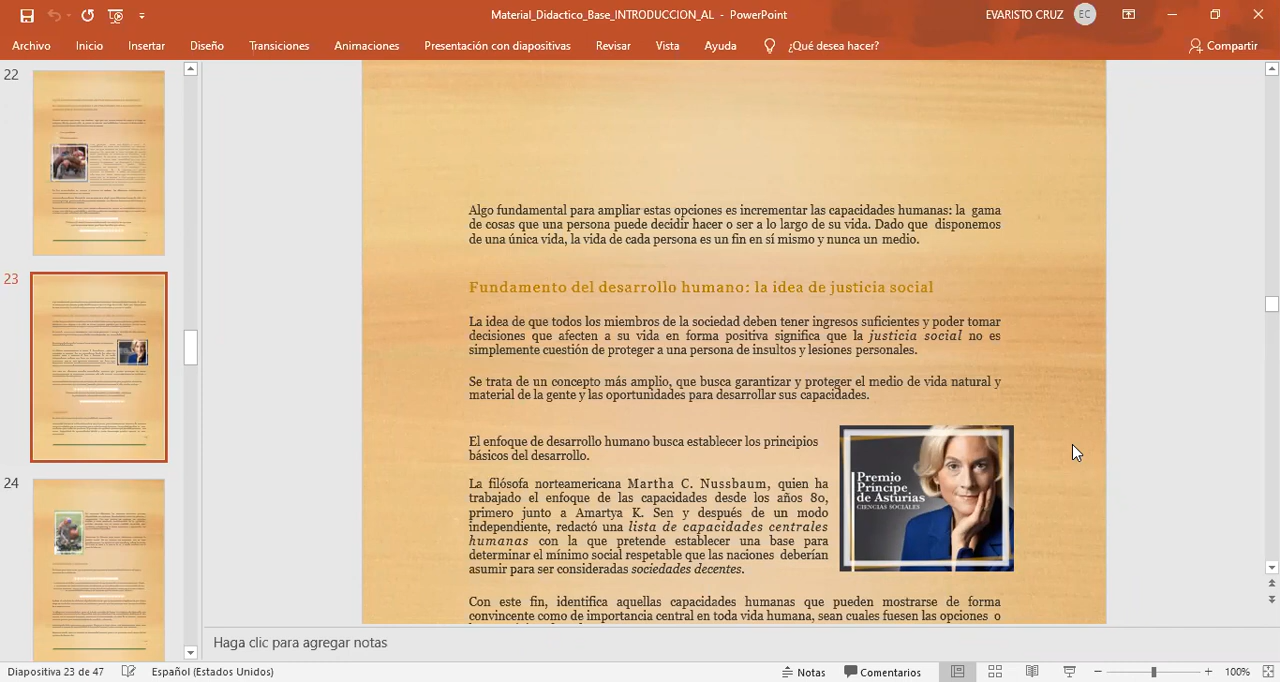 Material_Didactico_Base_INTRODUCCION_AL - PowerPoint
EVARISTO CRUZ
EC
Archivo
Inicio
Insertar
Diseño
Transiciones
Animaciones
Presentación con diapositivas
Revisar
Vista
Ayuda
¿Qué desea hacer?
Compartir
22
23
24
Algo fundamental para ampliar estas opciones es incrementar las capacidades humanas: la gama
de cosas que una persona puede decidir hacer o ser a lo largo de su vida. Dado que disponemos
de una única vida, la vida de cada persona es un fin en sí mismo y nunca un medio.
Fundamento del desarrollo humano: la idea de justicia social
La idea de que todos los miembros de la sociedad deben tener ingresos suficientes y poder tomar
decisiones que afecten a su vida en forma positiva significa que la justicia social no es
simplemente cuestión de proteger a una persona de insultos y lesiones personales.
Se trata de un concepto más amplio, que busca garantizar y proteger el medio de vida natural y
material de la gente y las oportunidades para desarrollar sus capacidades.
El enfoque de desarrollo humano busca establecer los principios
básicos del desarrollo.
La filósofa norteamericana Martha C. Nussbaum, quien ha
trabajado el enfoque de las capacidades desde los años 80,
primero junto a Amartya K. Sen y después de un modo
independiente, redactó una lista de capacidades centrales
humanas con la que pretende establecer una base para
determinar el mínimo social respetable que las naciones deberían
asumir para ser consideradas sociedades decentes.
Premio
Príncipe
de Asturias
CIENCIAS SOCIALES
Con este fin, identifica aquellas capacidades humanas que pueden mostrarse de forma
convincente como de importancia central en toda vida humana, sean cuales fuesen las opciones o
Haga clic para agregar notas
Diapositiva 23 de 47
Español (Estados Unidos)
Notas
Comentarios
100%